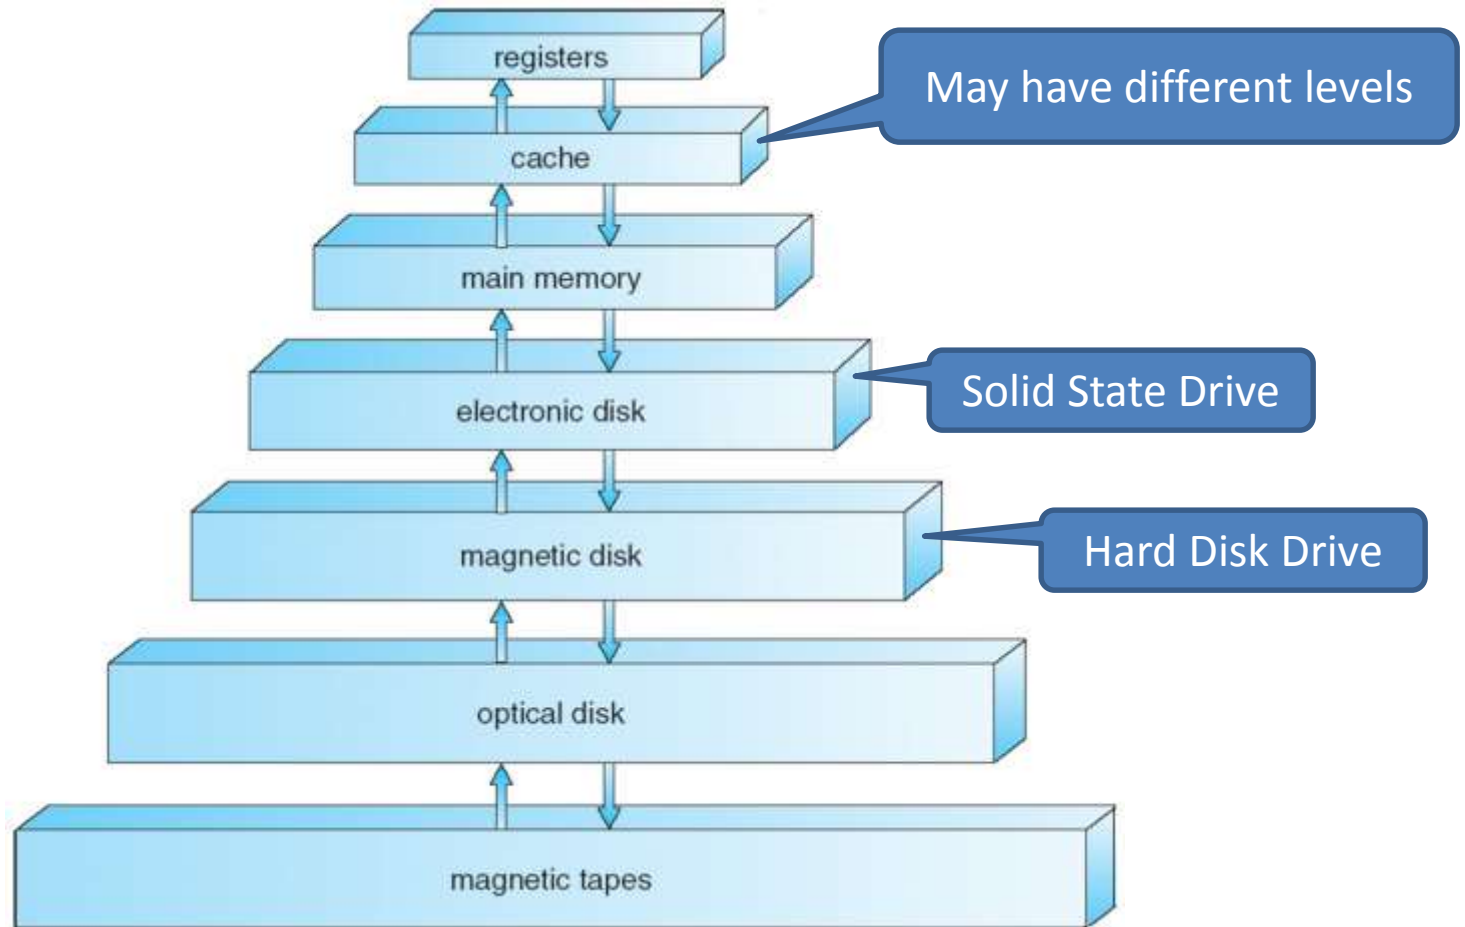 registers
May have different levels
cache
main memory
Solid State Drive
electronic disk
Hard Disk Drive
magnetic disk
optical disk
magnetic tapes